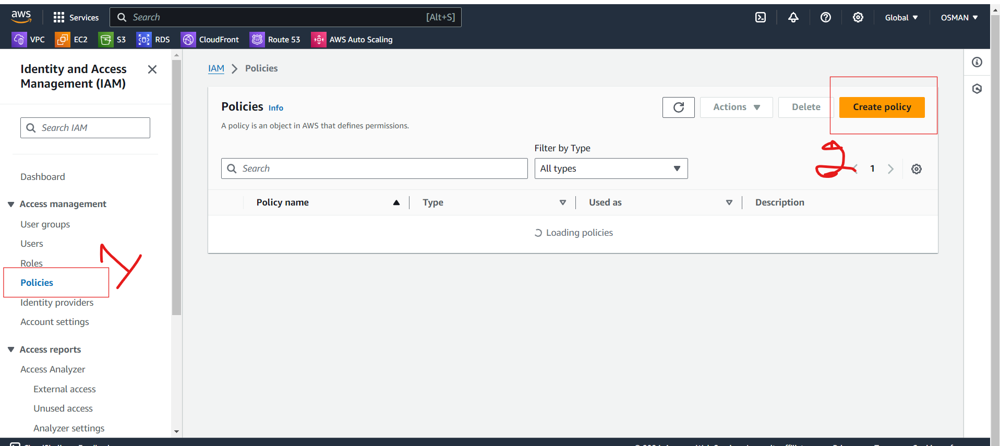 aws
Services
Search
[Alt+S]
Global
OSMAN
VPC
EC2
S3
RDS
CloudFront
Route 53
AWS Auto Scaling
Identity and Access
Management (IAM)
Search IAM
Dashboard
Access management
User groups
Users
Roles
Policies
Identity providers
Account settings
Access reports
Access Analyzer
External access
Unused access
Analyzer settings
IAM
Policies
Policies Info
A policy is an object in AWS that defines permissions.
Actions
Delete
Create policy
2
Filter by Type
Search
All types
1
Policy name
Type
Used as
Description
Loading policies